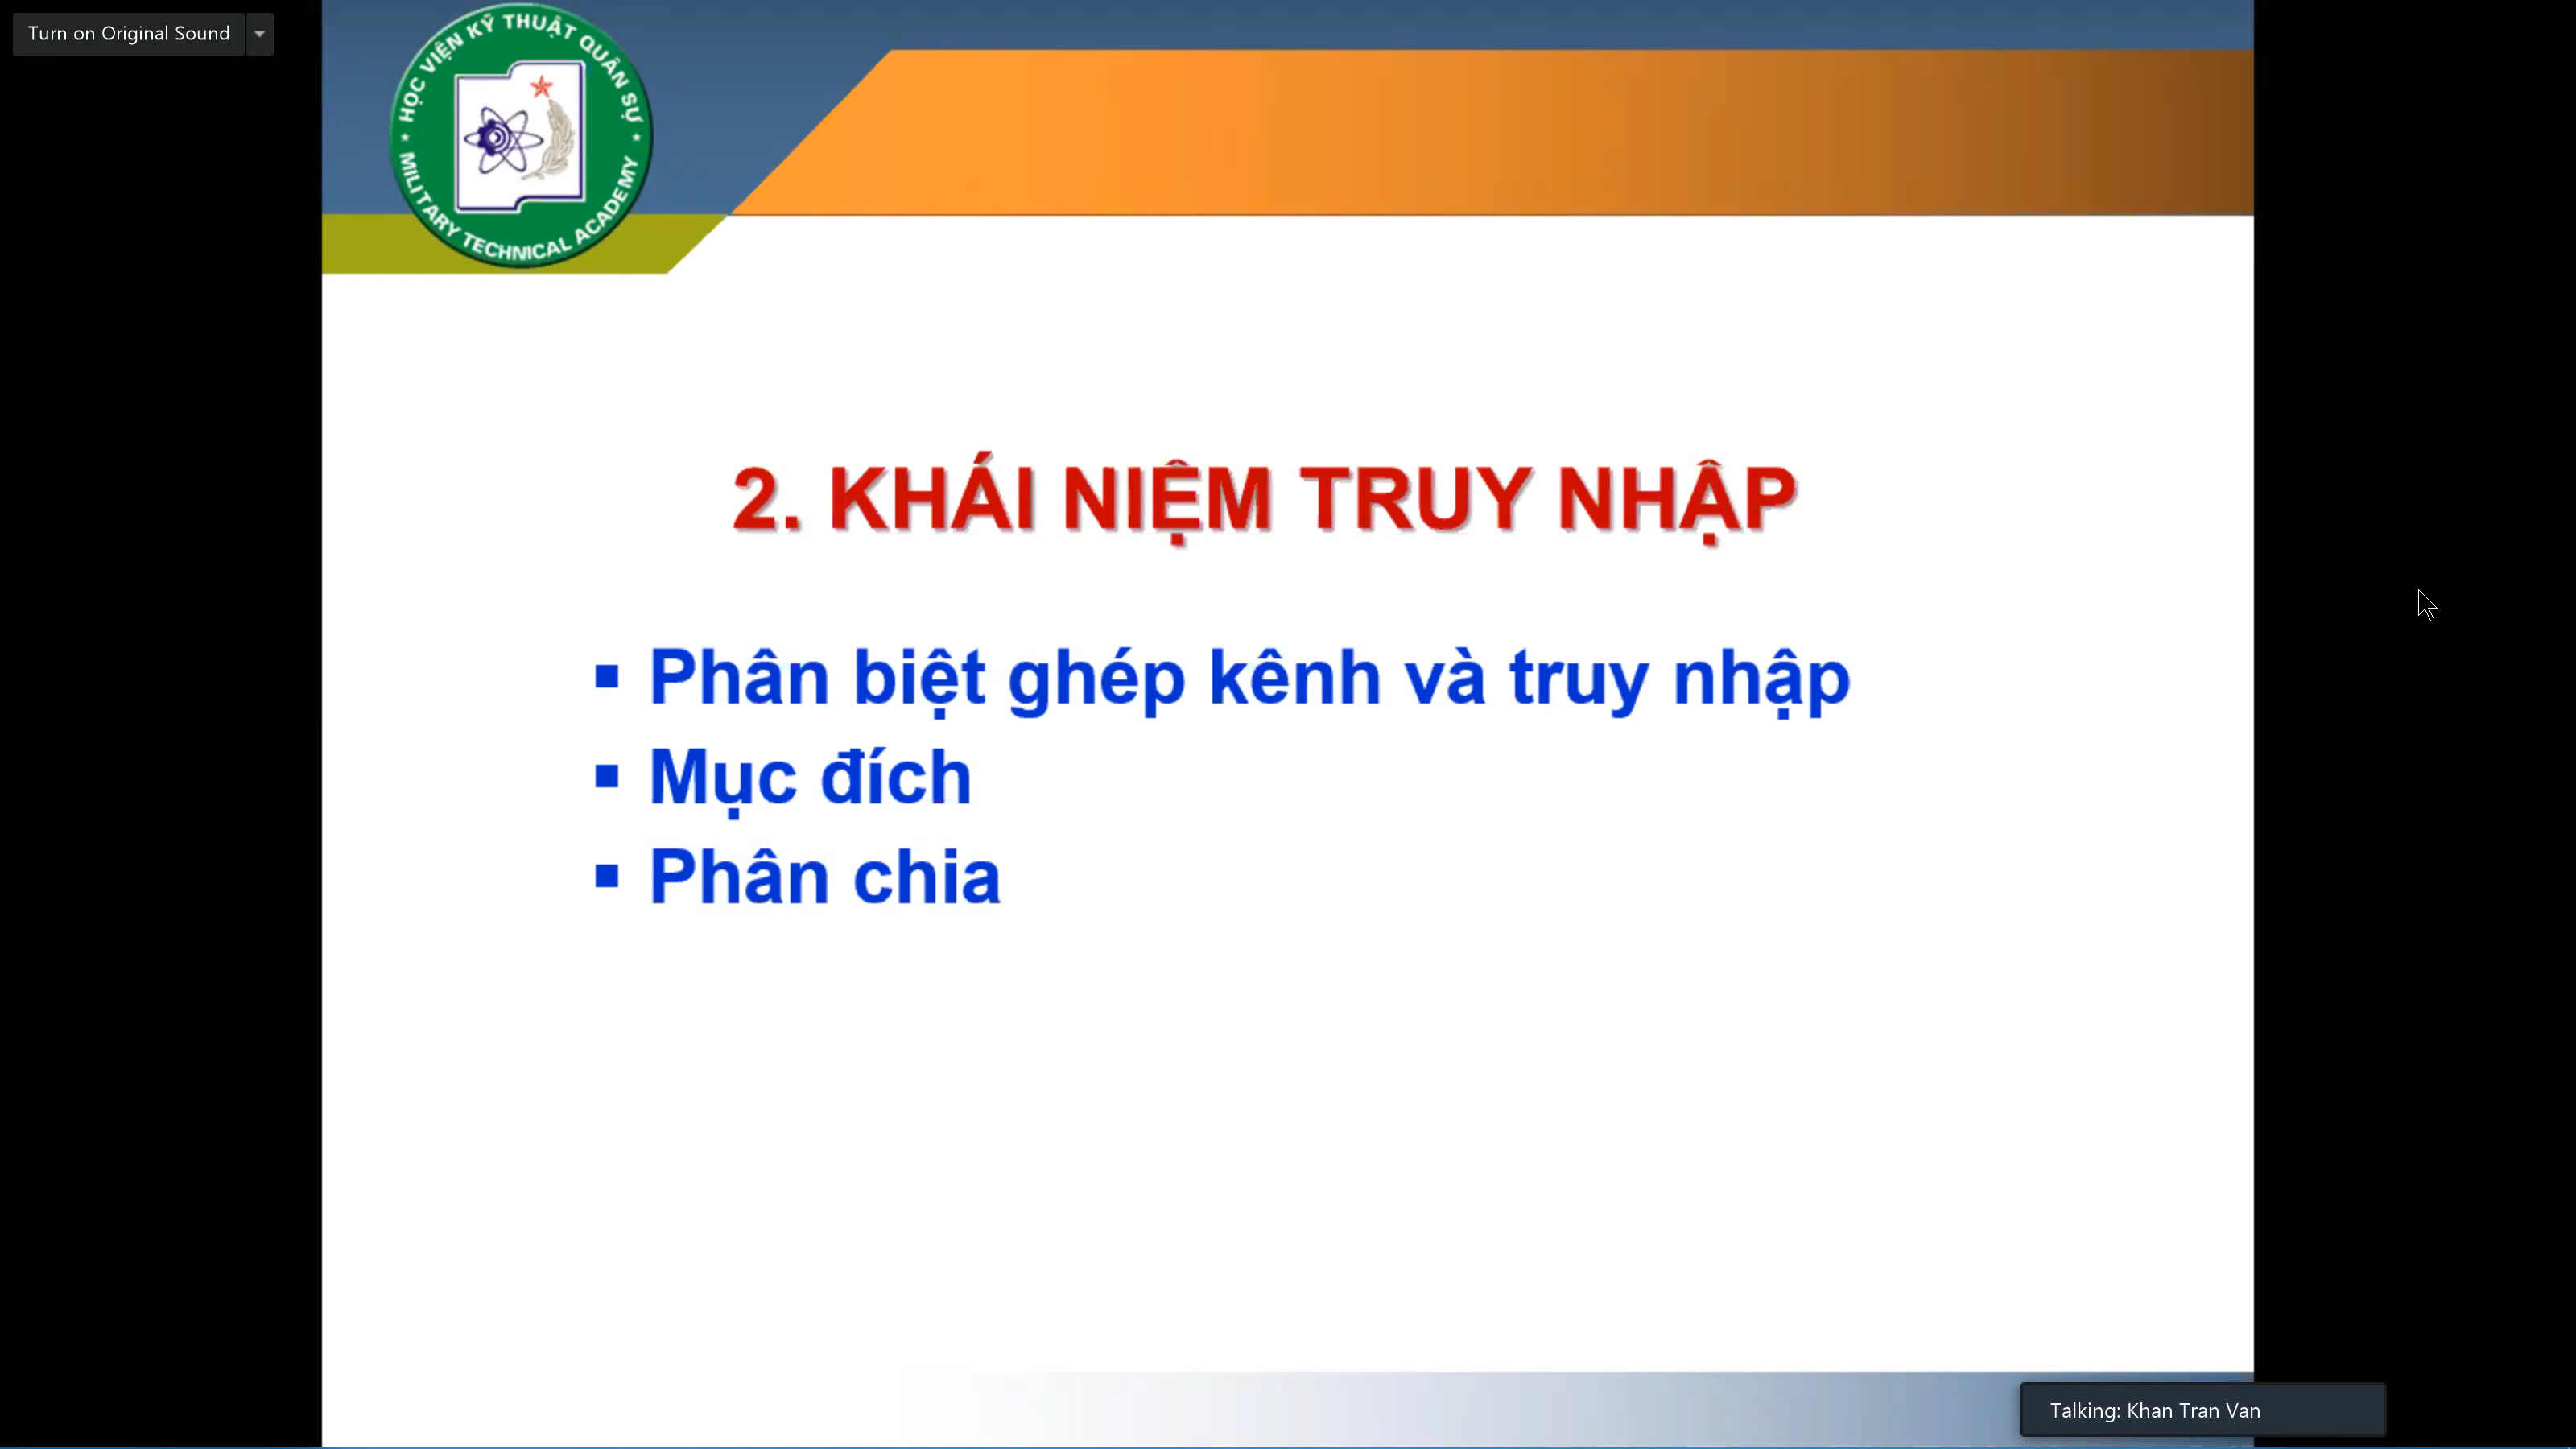 Turn on Original Sound
HỌC VIỆN KỸ THUẬT QUÂN SỰ
MILITARY TECHNICAL ACADEMY
2. KHÁI NIỆM TRUY NHẬP
▪ Phân biệt ghép kênh và truy nhập
▪ Mục đích
▪ Phân chia
Talking: Khan Tran Van